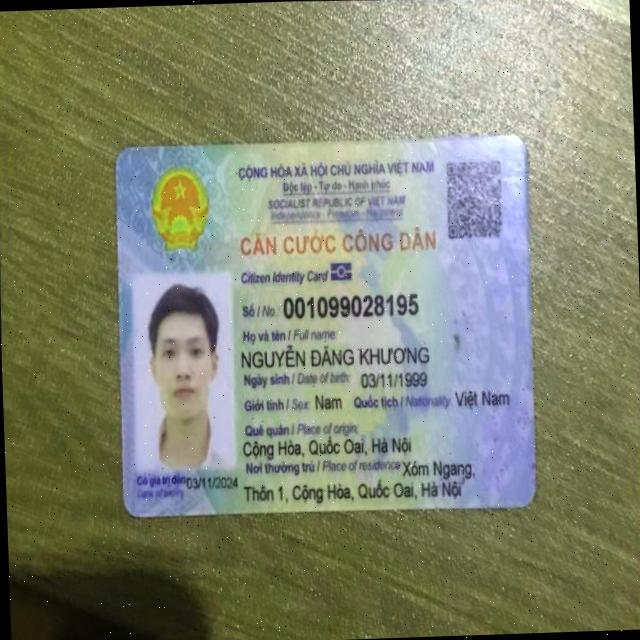 CỘNG HÒA XÃ HỘI CHỦ NGHĨA VIỆT NAM
Độc lập - Tự do - Hạnh phúc
SOCIALIST REPUBLIC OF VIET NAM
Independence - Freedom - Happiness
CĂN CƯỚC CÔNG DÂN
Citizen Identity Card
Số / No.: 001099028195
Họ và tên / Full name:
NGUYỄN ĐĂNG KHƯƠNG
Ngày sinh / Date of birth: 03/11/1999
Giới tính / Sex: Nam Quốc tịch / Nationality: Việt Nam
Quê quán / Place of origin:
Cộng Hòa, Quốc Oai, Hà Nội
Nơi thường trú / Place of residence: Xóm Ngang,
Thôn 1, Cộng Hòa, Quốc Oai, Hà Nội
Có giá trị đến: 03/11/2024
Date of expiry